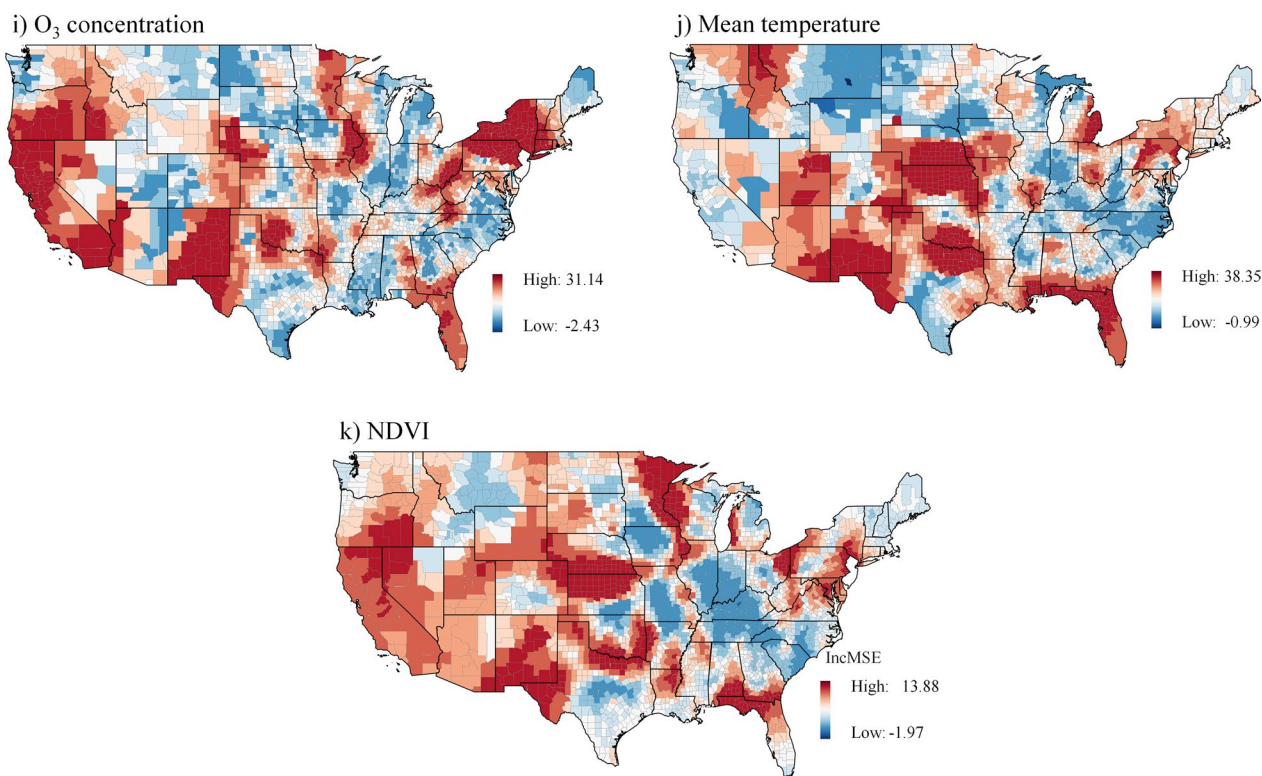 i) O₃ concentration
High: 31.14
Low: -2.43
j) Mean temperature
High: 38.35
Low: -0.99
k) NDVI
IncMSE
High: 13.88
Low: -1.97